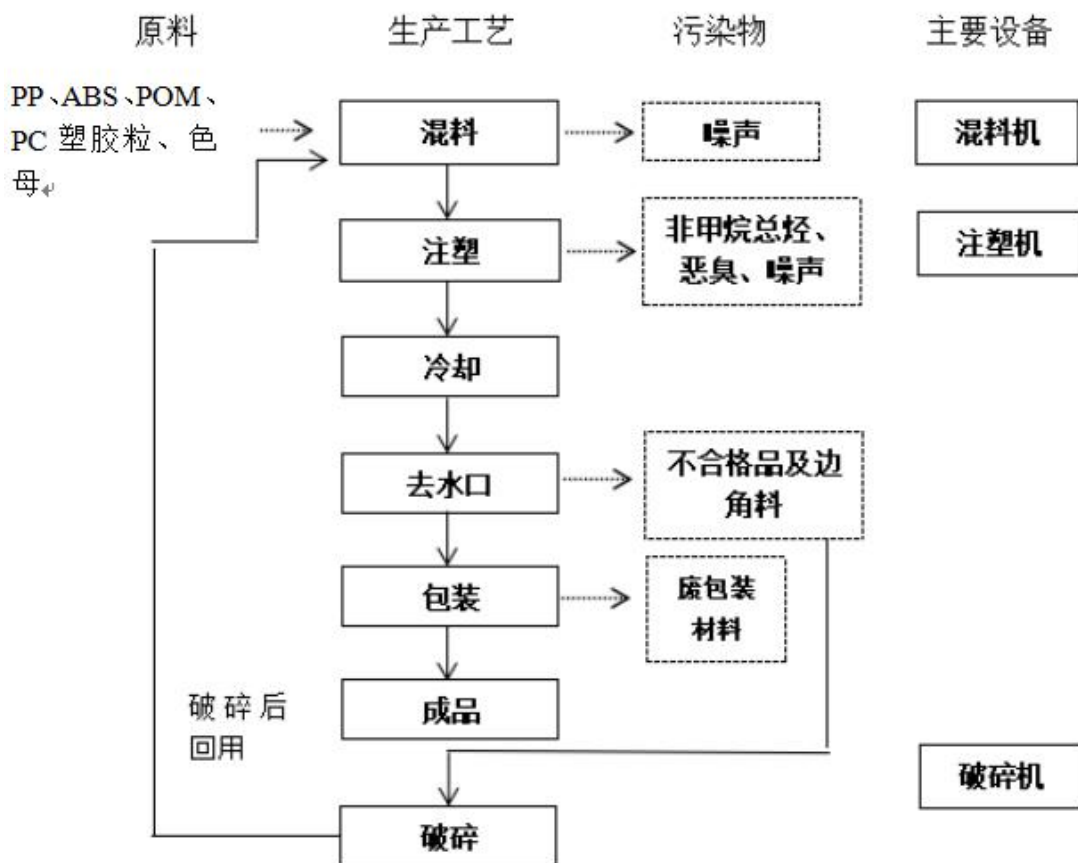 原料 生产工艺 污染物 主要设备
PP、ABS、POM、
PC 塑胶粒、色
母
混料
噪声
混料机
注塑
非甲烷总烃、
恶臭、噪声
注塑机
冷却
去水口
不合格品及边
角料
包装
废包装
材料
成品
破碎后
回用
破碎机
破碎